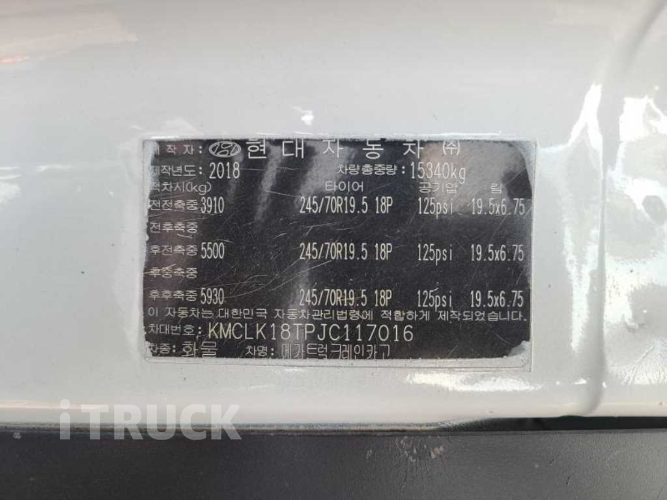 제작자: 현대자동차㈜
제작년도: 2018 차량총중량: 15340kg
축차시(kg) 타이어 공기압 림
전전축중 3910 245/70R19.5 18P 125psi 19.5x6.75
전후축중
후전축중 5500 245/70R19.5 18P 125psi 19.5x6.75
후중축중
후후축중 5930 245/70R19.5 18P 125psi 19.5x6.75
이 자동차는 대한민국 자동차관리법령에 적합하게 제작되었습니다.
차대번호: KMCLK18TPJC117016
차종: 화물 차명: 메가트럭크레인카고
iTRUCK